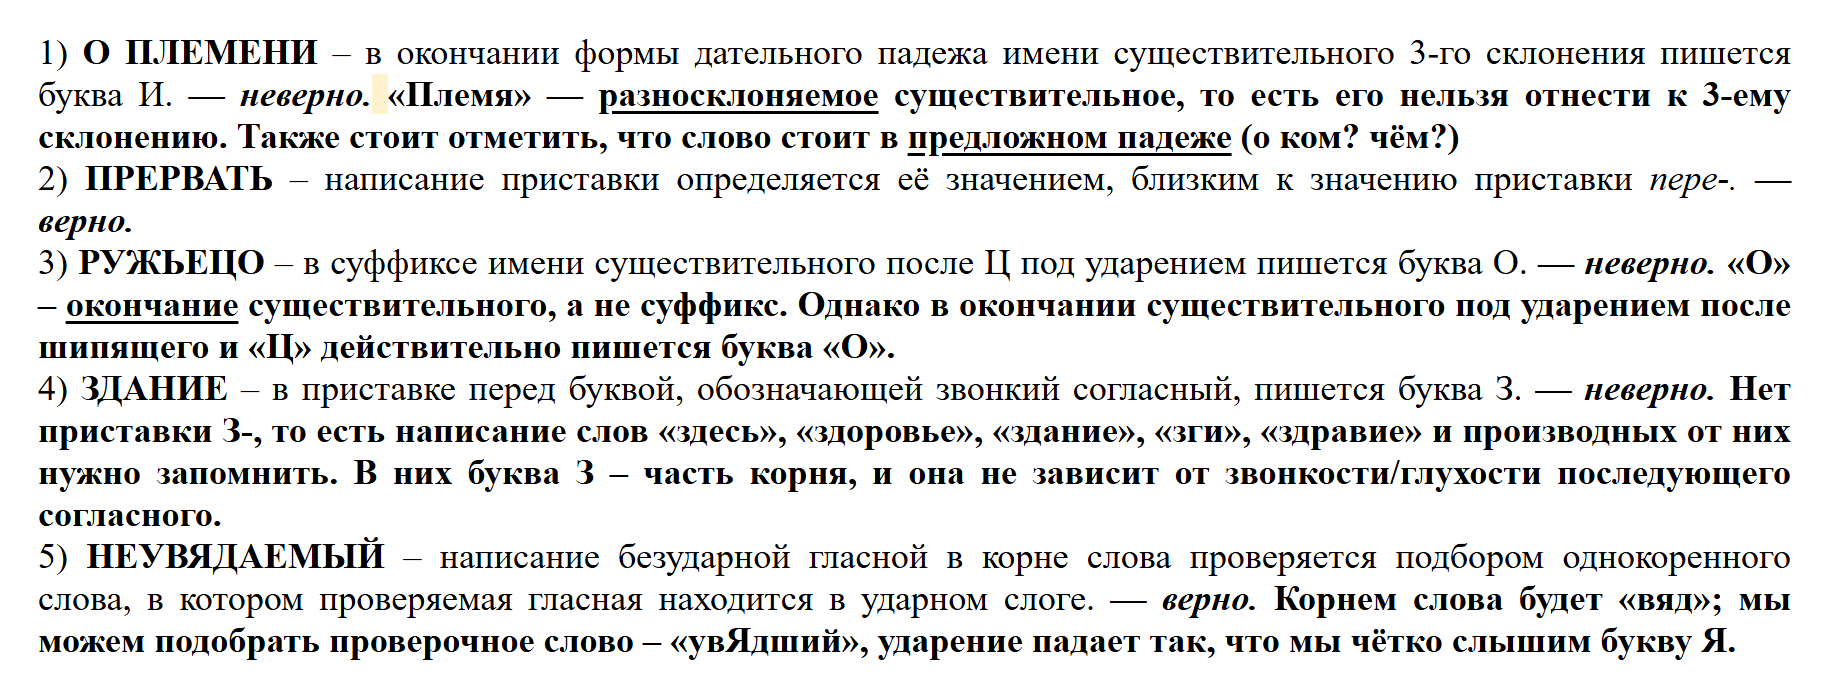 1) О ПЛЕМЕНИ – в окончании формы дательного падежа имени существительного 3-го склонения пишется
буква И. — неверно. «Племя» — разносклоняемое существительное, то есть его нельзя отнести к 3-ему
склонению. Также стоит отметить, что слово стоит в предложном падеже (о ком? чём?)
2) ПРЕРВАТЬ – написание приставки определяется её значением, близким к значению приставки пере-. —
верно.
3) РУЖЬЕЦО – в суффиксе имени существительного после Ц под ударением пишется буква О. — неверно. «О»
– окончание существительного, а не суффикс. Однако в окончании существительного под ударением после
шипящего и «Ц» действительно пишется буква «О».
4) ЗДАНИЕ – в приставке перед буквой, обозначающей звонкий согласный, пишется буква З. — неверно. Нет
приставки З-, то есть написание слов «здесь», «здоровье», «здание», «зги», «здравие» и производных от них
нужно запомнить. В них буква З – часть корня, и она не зависит от звонкости/глухости последующего
согласного.
5) НЕУВЯДАЕМЫЙ – написание безударной гласной в корне слова проверяется подбором однокоренного
слова, в котором проверяемая гласная находится в ударном слоге. — верно. Корнем слова будет «вяд»; мы
можем подобрать проверочное слово – «увЯдший», ударение падает так, что мы чётко слышим букву Я.